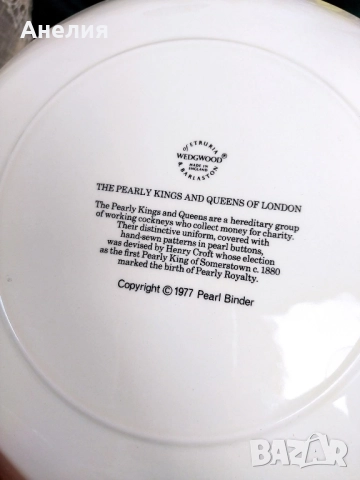 Анелия
of ETRURIA
WEDGWOOD®
MADE IN
ENGLAND
& BARLASTON
THE PEARLY KINGS AND QUEENS OF LONDON
The Pearly Kings and Queens are a hereditary group
of working cockneys who collect money for charity.
Their distinctive uniform, covered with
hand-sewn patterns in pearl buttons,
was devised by Henry Croft whose election
as the first Pearly King of Somerstown c. 1880
marked the birth of Pearly Royalty.
Copyright © 1977 Pearl Binder
BAZAR